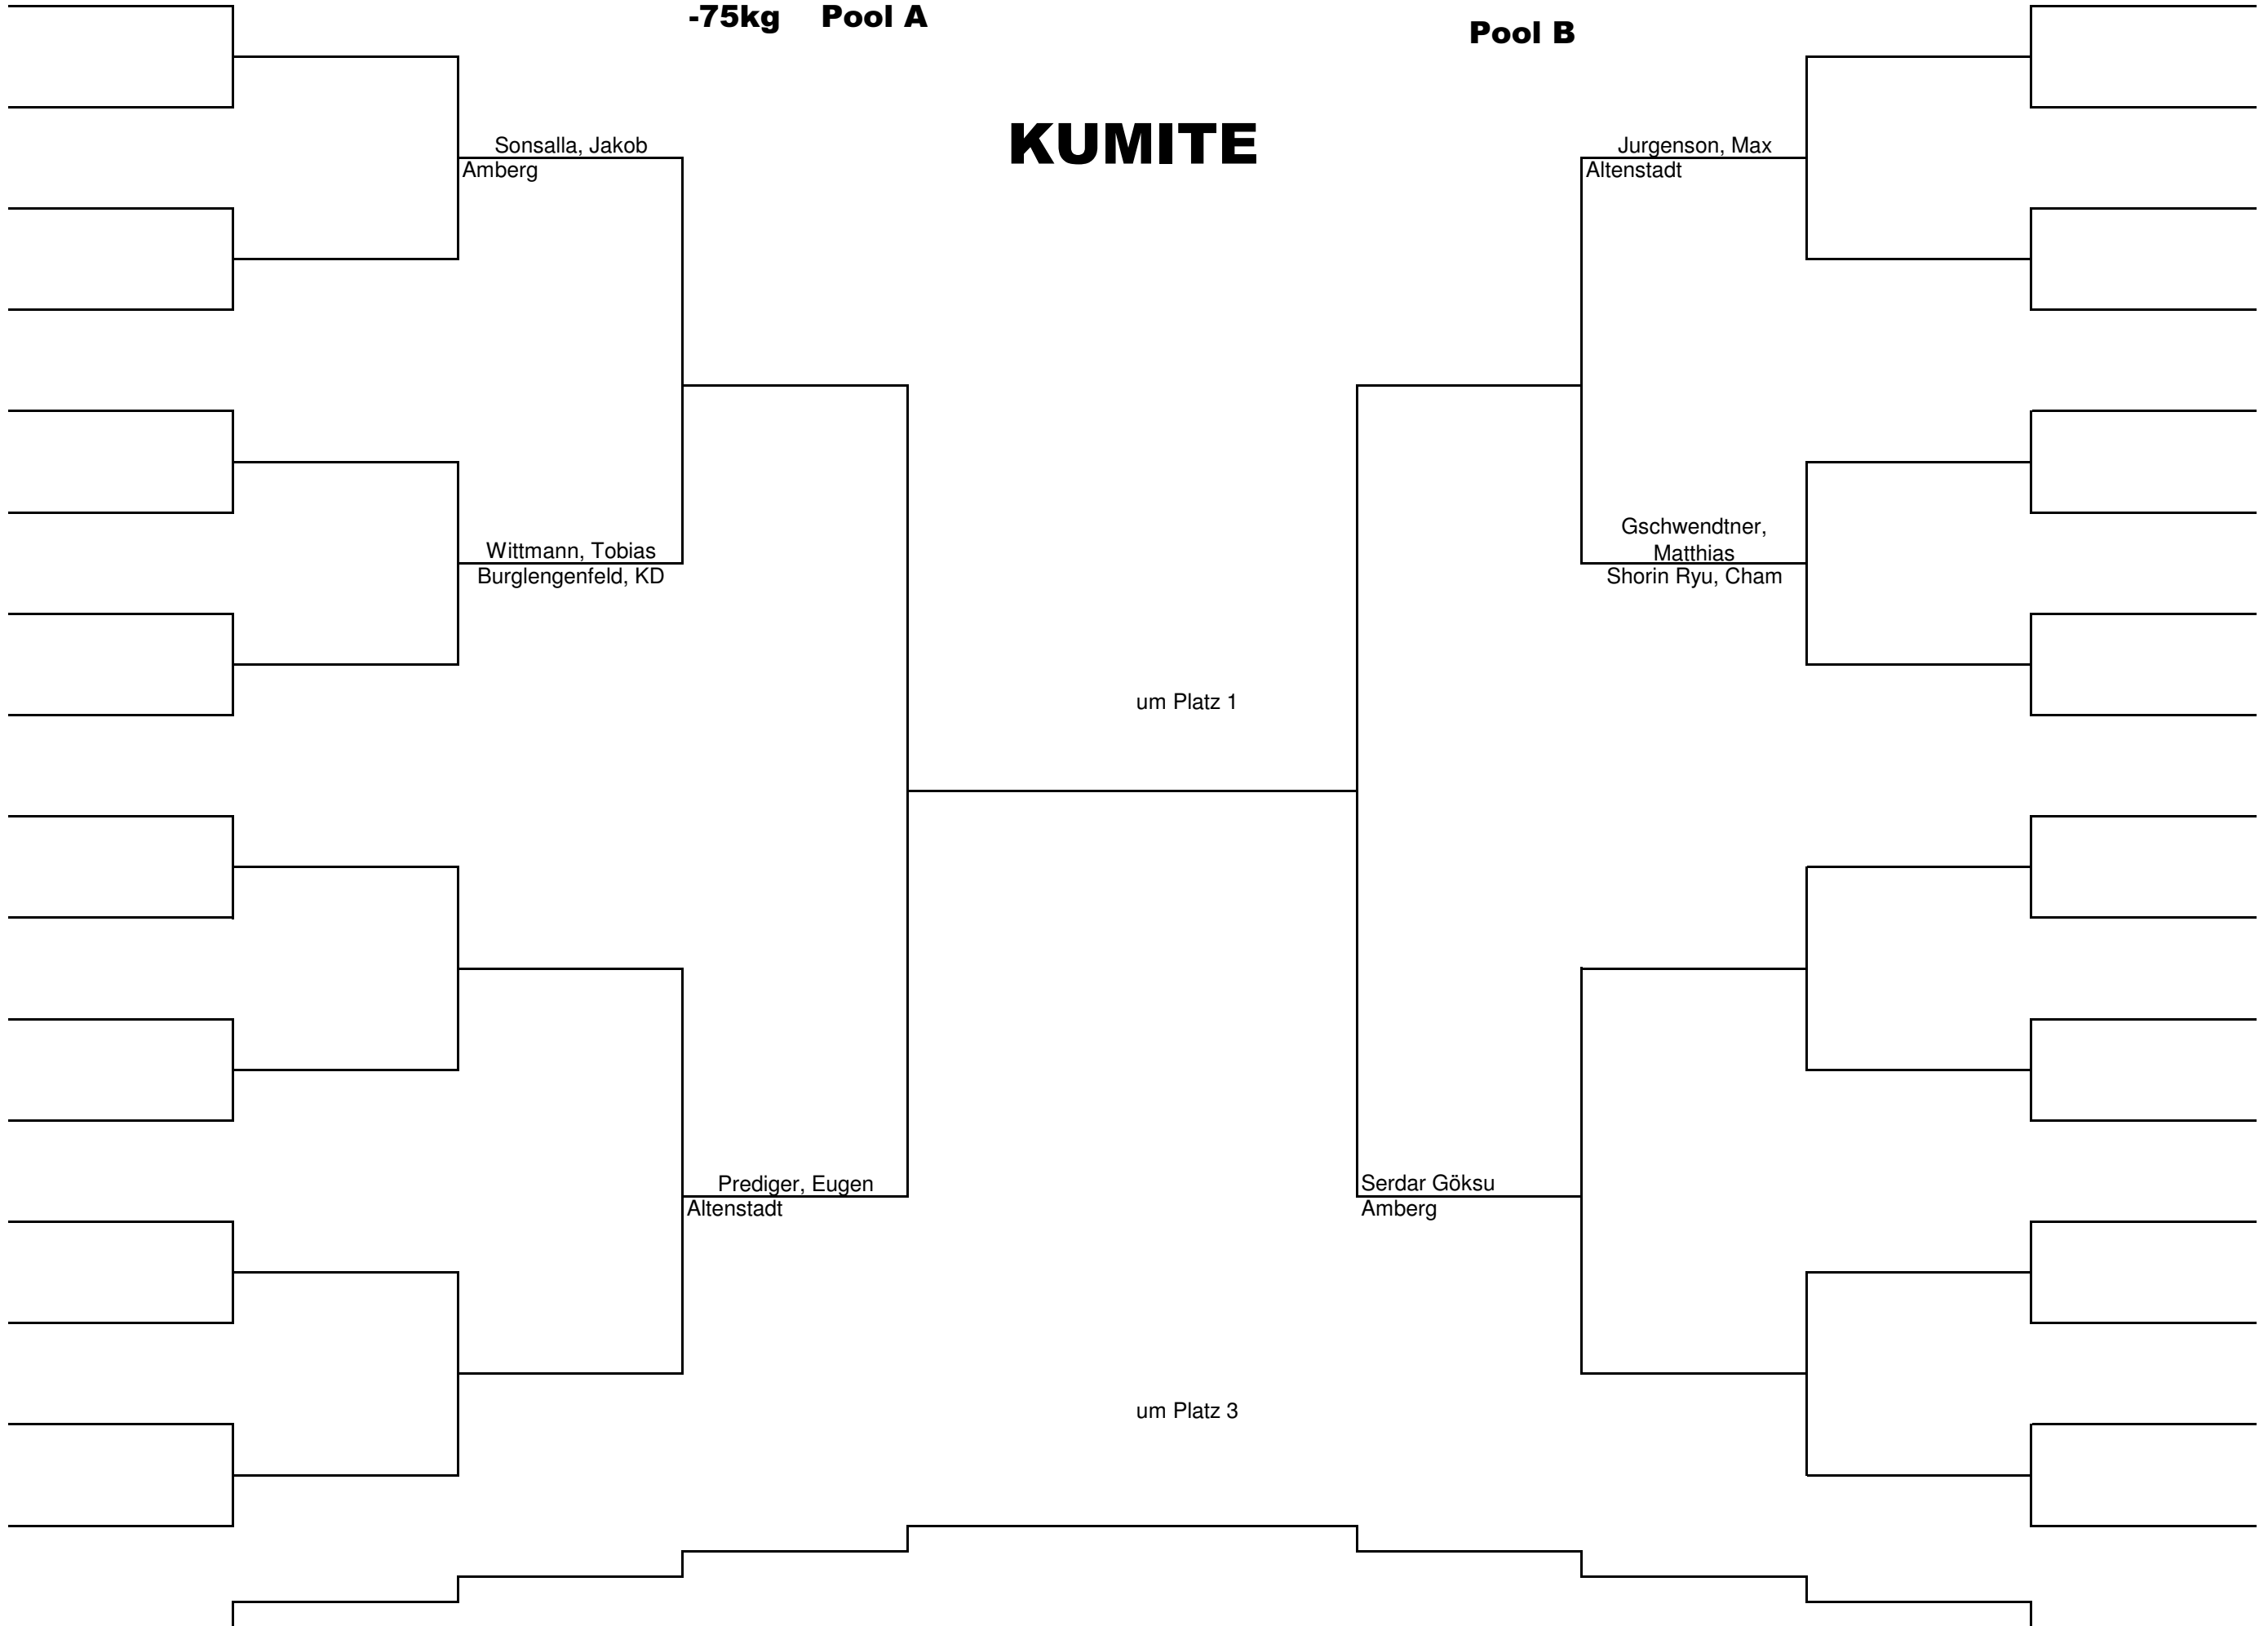 -75kg Pool A
Pool B
KUMITE
Sonsalla, Jakob
Amberg
Jurgenson, Max
Altenstadt
Wittmann, Tobias
Burglengenfeld, KD
Gschwendtner,
Matthias
Shorin Ryu, Cham
um Platz 1
Prediger, Eugen
Altenstadt
Serdar Göksu
Amberg
um Platz 3